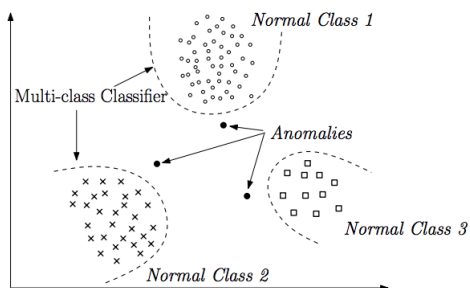 Normal Class 1
Multi-class Classifier
Anomalies
Normal Class 3
Normal Class 2